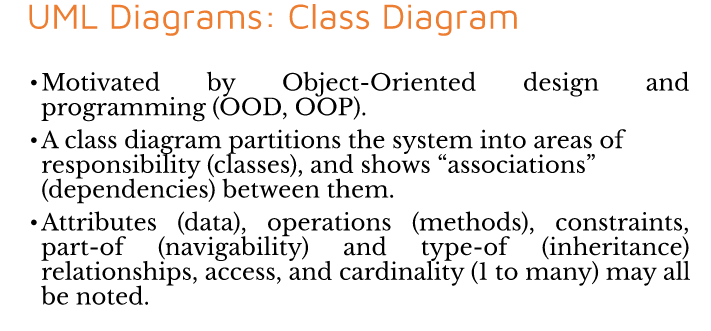 UML Diagrams: Class Diagram
•Motivated by Object-Oriented design and
programming (OOD, OOP).
•A class diagram partitions the system into areas of
responsibility (classes), and shows “associations”
(dependencies) between them.
•Attributes (data), operations (methods), constraints,
part-of (navigability) and type-of (inheritance)
relationships, access, and cardinality (1 to many) may all
be noted.